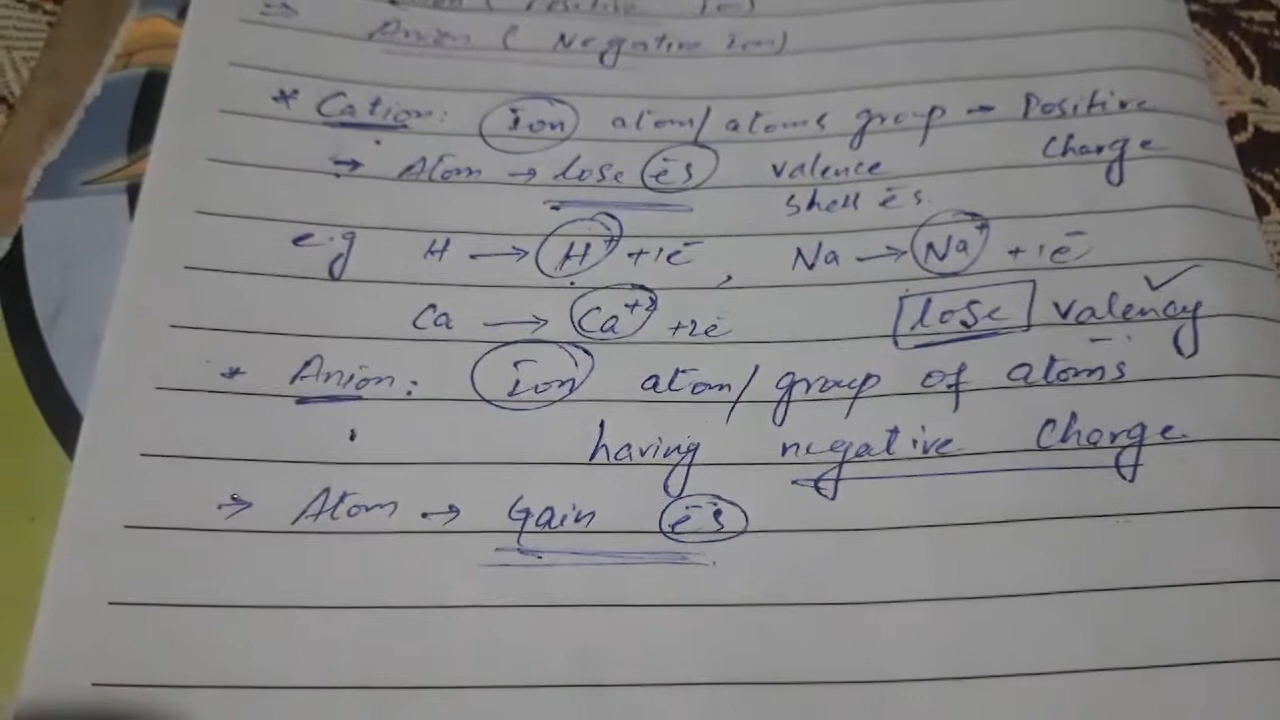 ⇒ Anion ( Negative ion)
* Cation: Ion atom/ atoms group – Positive charge
→ Atom → lose ēs valence shell ēs.
e.g H → H⁺ + 1ē , Na → Na⁺ + 1ē
Ca → Ca⁺² + 2ē lose valency ✓
* Anion: Ion atom/ group of atoms
having negative charge.
→ Atom → Gain ēs